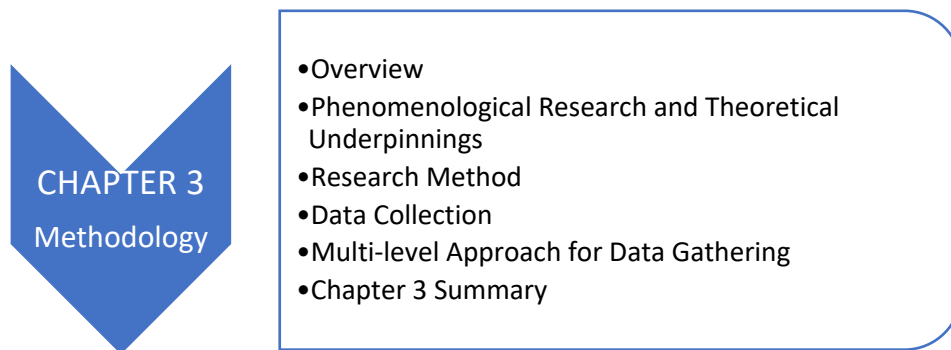 CHAPTER 3
Methodology
•Overview
•Phenomenological Research and Theoretical
Underpinnings
•Research Method
•Data Collection
•Multi-level Approach for Data Gathering
•Chapter 3 Summary